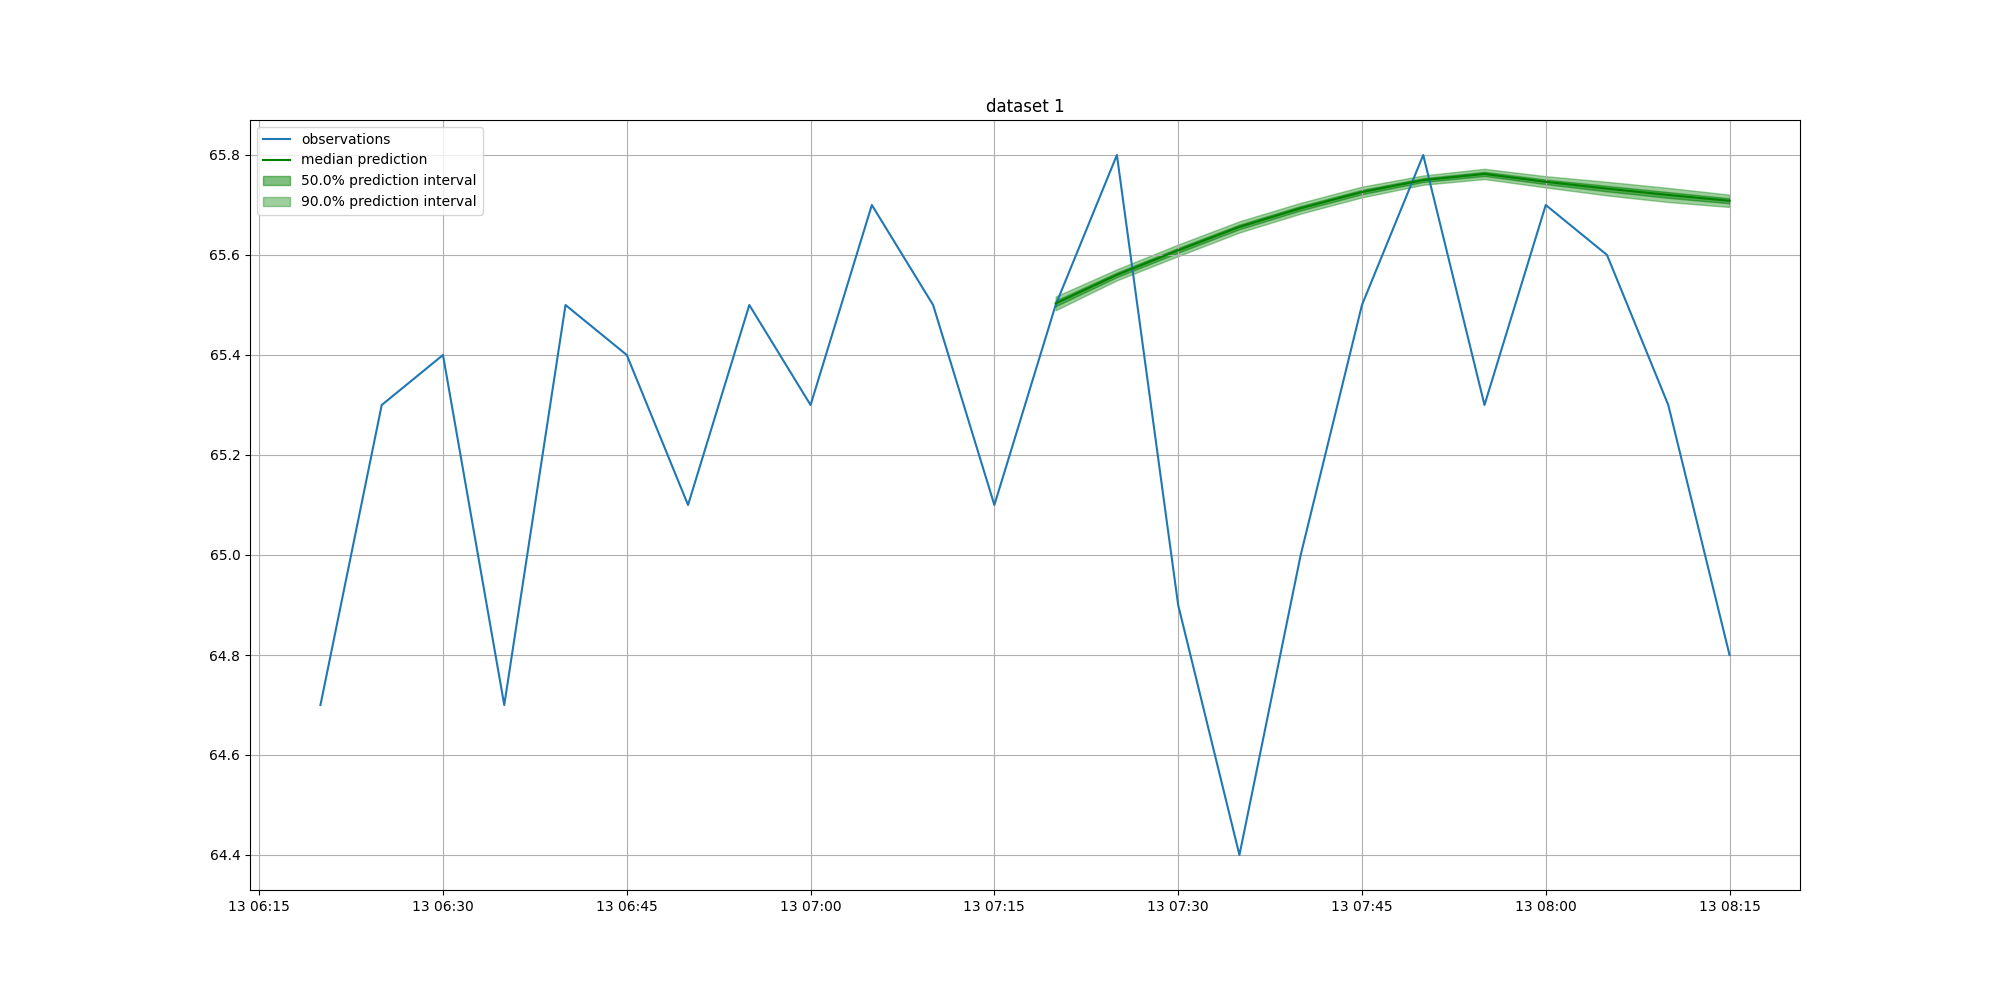 dataset 1
observations
median prediction
50.0% prediction interval
90.0% prediction interval
65.8
65.6
65.4
65.2
65.0
64.8
64.6
64.4
13 06:15 13 06:30 13 06:45 13 07:00 13 07:15 13 07:30 13 07:45 13 08:00 13 08:15